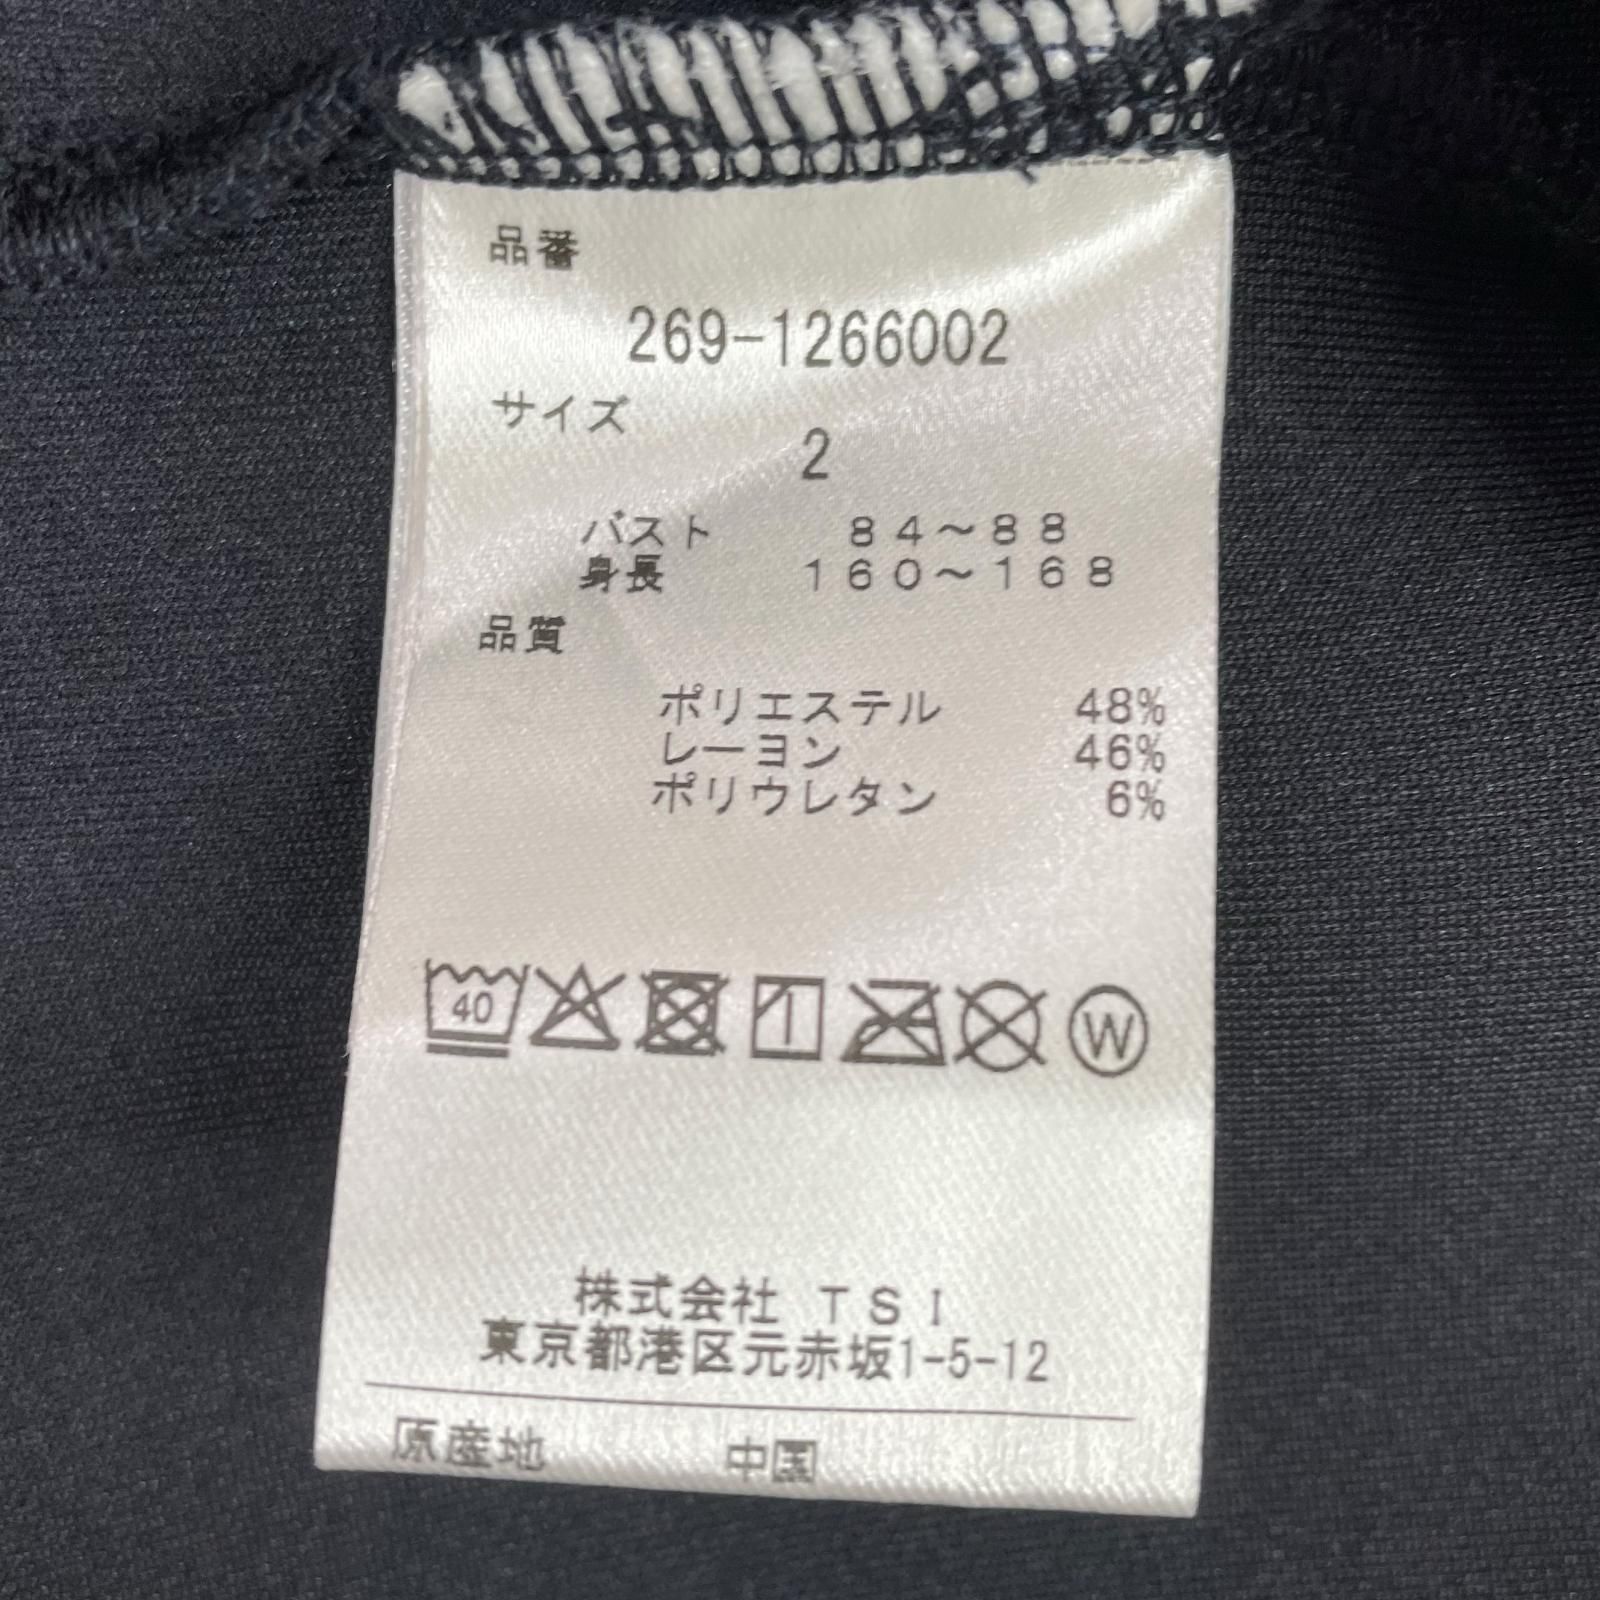 品番
269-1266002
サイズ
2
バスト 84~88
身長 160~168
品質
ポリエステル 48%
レーヨン 46%
ポリウレタン 6%
40 W
株式会社 TSI
東京都港区元赤坂1-5-12
原産地 中国